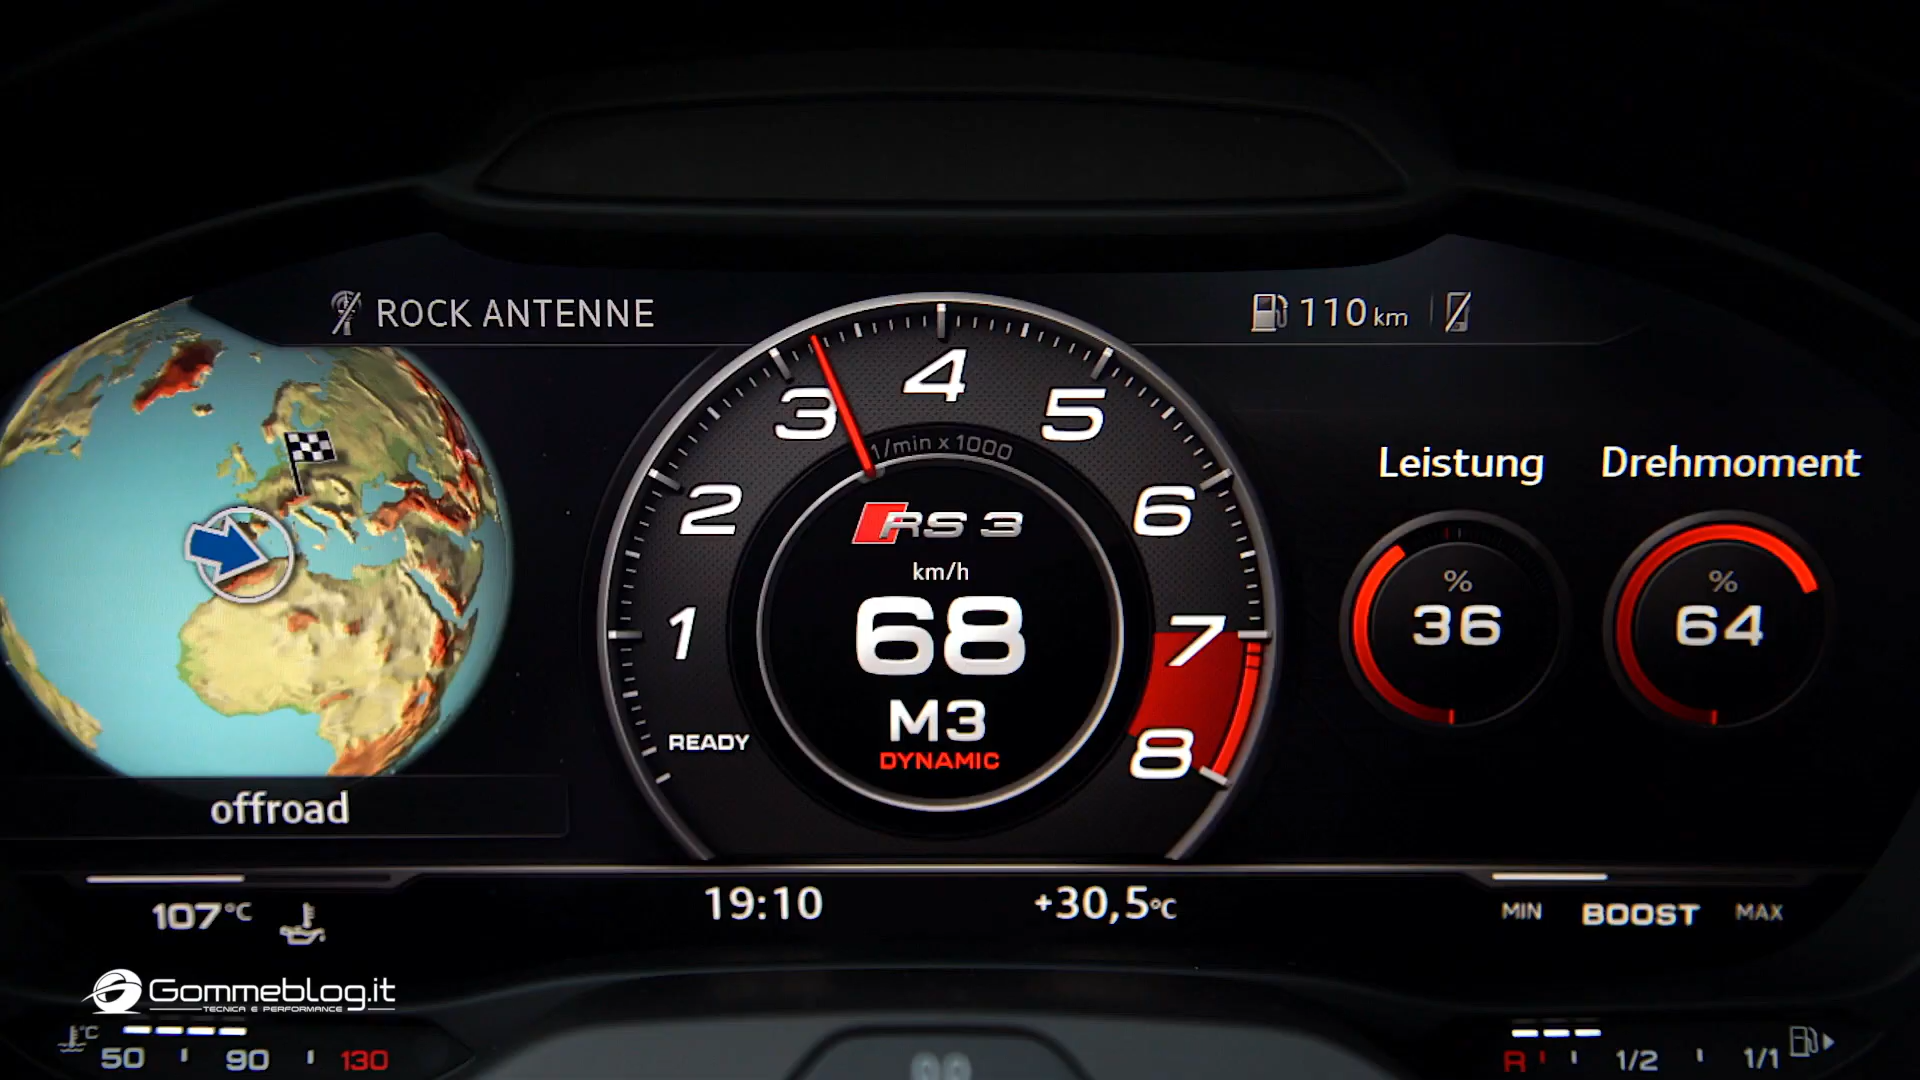 ROCK ANTENNE
110 km
4
3
5
1/min x 1000
Leistung
Drehmoment
2
RS 3
6
km/h
%
36
%
64
68
1
7
M3
READY
DYNAMIC
8
offroad
107°C
19:10
+30,5°C
MIN BOOST MAX
Gommeblog.it
TECNICA E PERFORMANCE
°C
50 90 130
R 1/2 1/1